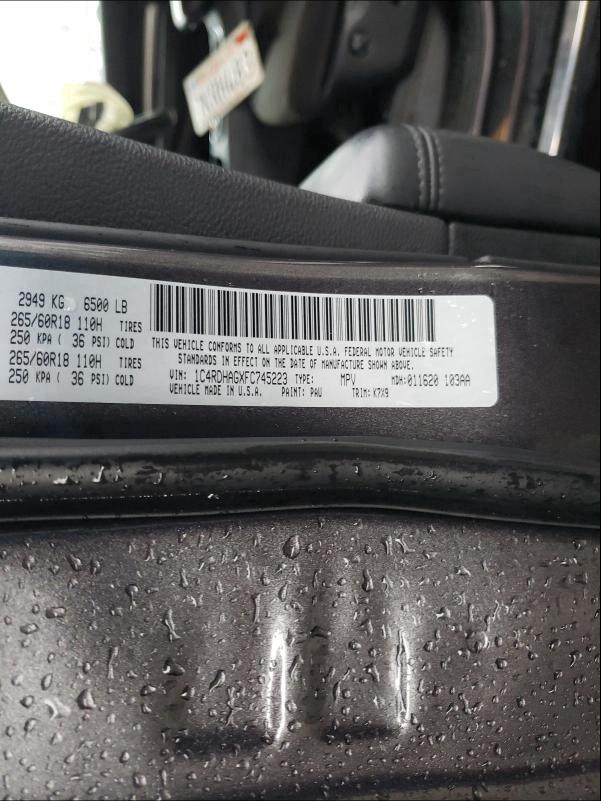 2949 KG 6500 LB
265/60R18 110H TIRES
250 KPA ( 36 PSI) COLD
265/60R18 110H TIRES
250 KPA ( 36 PSI) COLD
THIS VEHICLE CONFORMS TO ALL APPLICABLE U.S.A. FEDERAL MOTOR VEHICLE SAFETY
STANDARDS IN EFFECT ON THE DATE OF MANUFACTURE SHOWN ABOVE.
VIN: 1C4RDHAGXFC745223 TYPE: MPV MDH: 011620 103AA
VEHICLE MADE IN U.S.A. PAINT: PAU TRIM: K7X9